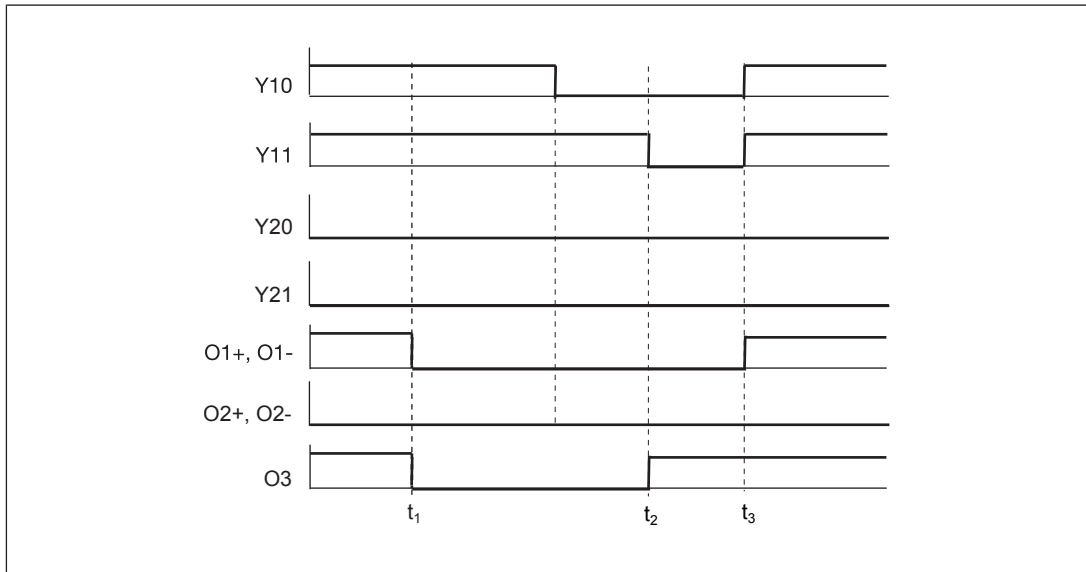 Y10
Y11
Y20
Y21
O1+, O1-
O2+, O2-
O3
t₁ t₂ t₃